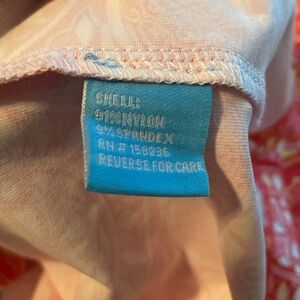 SHELL:
91% NYLON
9% SPANDEX
RN # 158236
REVERSE FOR CARE